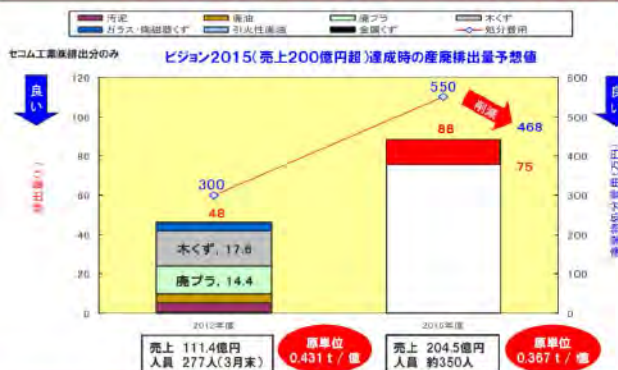 汚泥 廃油 廃プラ 木くず
ガラス・陶磁器くず 引火性廃油 金属くず 処分費用
セコム工業㈱排出分のみ
ビジョン2015(売上200億円超)達成時の産廃排出量予想値
良い
良い
120
100
80
60
40
20
0
600
500
400
300
200
100
0
300
48
木くず, 17.6
廃プラ, 14.4
550
削減
88
468
75
2012年度
売上 111.4億円
人員 277人(3月末)
原単位
0.431 t / 億
売上 204.5億円
人員 約350人
原単位
0.367 t / 億